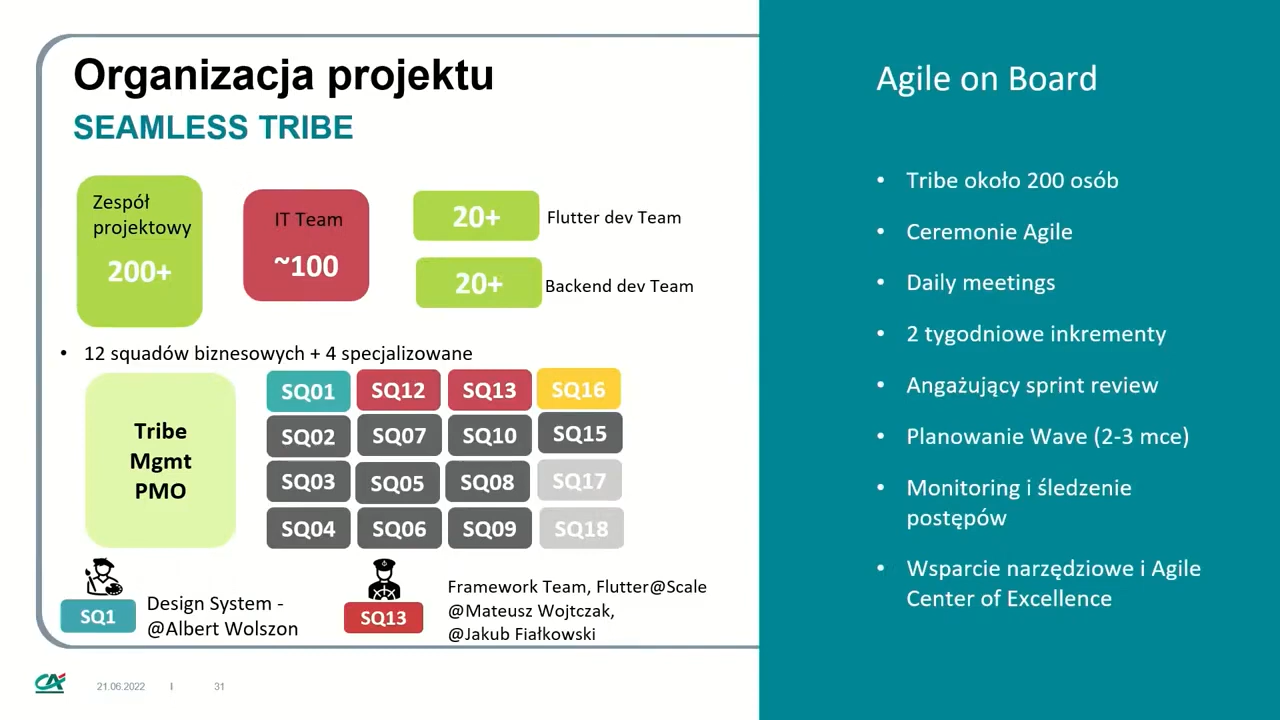 Organizacja projektu
SEAMLESS TRIBE
Zespół
projektowy
200+
IT Team
~100
20+ Flutter dev Team
20+ Backend dev Team
• 12 squadów biznesowych + 4 specjalizowane
Tribe
Mgmt
PMO
SQ01 SQ12 SQ13 SQ16
SQ02 SQ07 SQ10 SQ15
SQ03 SQ05 SQ08 SQ17
SQ04 SQ06 SQ09 SQ18
SQ1
Design System -
@Albert Wolszon
SQ13
Framework Team, Flutter@Scale
@Mateusz Wojtczak,
@Jakub Fiałkowski
CA
21.06.2022 I 31
Agile on Board
• Tribe około 200 osób
• Ceremonie Agile
• Daily meetings
• 2 tygodniowe inkrementy
• Angażujący sprint review
• Planowanie Wave (2-3 mce)
• Monitoring i śledzenie
postępów
• Wsparcie narzędziowe i Agile
Center of Excellence